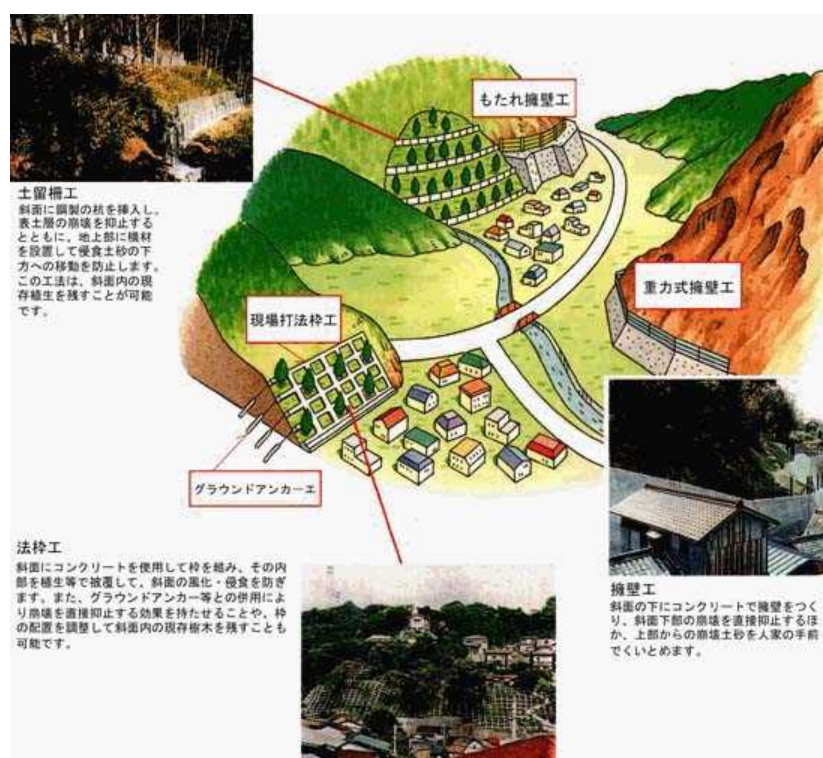 もたれ擁壁工
土留柵工
斜面に鋼製の杭を挿入し、
表土層の崩壊を抑止する
とともに、地上部に横材
を設置して侵食土砂の下
方への移動を防止します。
この工法は、斜面内の現
存植生を残すことが可能
です。
重力式擁壁工
現場打法枠工
グラウンドアンカー工
法枠工
斜面にコンクリートを使用して枠を組み、その内
部を植生等で被覆して、斜面の風化・侵食を防ぎ
ます。また、グラウンドアンカー等との併用によ
り崩壊を直接抑止する効果を持たせることや、枠
の配置を調整して斜面内の現存樹木を残すことも
可能です。
擁壁工
斜面の下にコンクリートで擁壁をつく
り、斜面下部の崩壊を直接抑止するほ
か、上部からの崩壊土砂を人家の手前
でくいとめます。